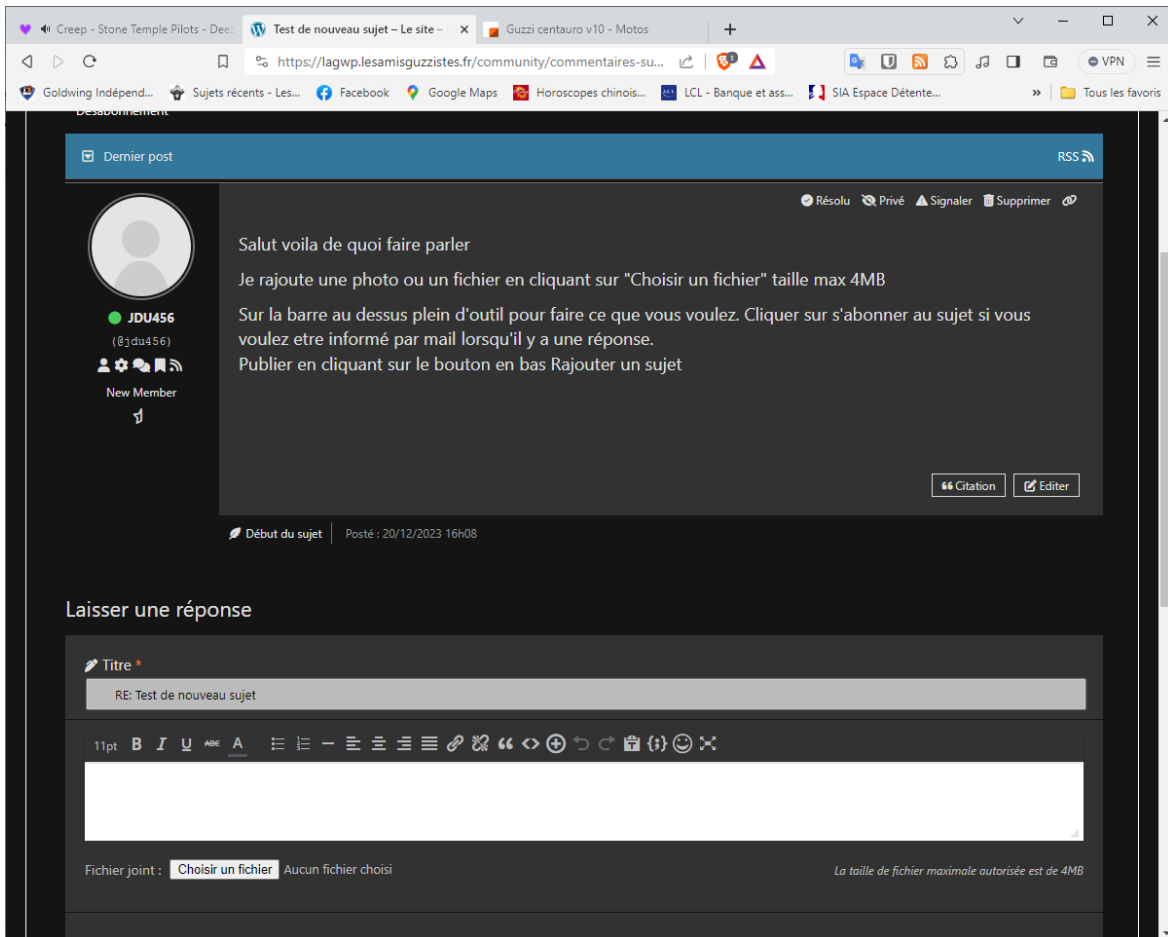 Creep - Stone Temple Pilots - Dee
Test de nouveau sujet – Le site –
Guzzi centauro v10 - Motos
https://lagwp.lesamisguzzistes.fr/community/commentaires-su...
VPN
Goldwing Indépend...
Sujets récents - Les...
Facebook
Google Maps
Horoscopes chinois...
LCL - Banque et ass...
SIA Espace Détente...
»
Tous les favoris
Désabonnement
Dernier post
RSS
Résolu Privé Signaler Supprimer
Salut voila de quoi faire parler
Je rajoute une photo ou un fichier en cliquant sur "Choisir un fichier" taille max 4MB
Sur la barre au dessus plein d'outil pour faire ce que vous voulez. Cliquer sur s'abonner au sujet si vous
voulez etre informé par mail lorsqu'il y a une réponse.
Publier en cliquant sur le bouton en bas Rajouter un sujet
JDU456
(@jdu456)
New Member
Citation
Editer
Début du sujet
Posté : 20/12/2023 16h08
Laisser une réponse
Titre *
RE: Test de nouveau sujet
11pt B I U ABC A
Fichier joint : Choisir un fichier Aucun fichier choisi
La taille de fichier maximale autorisée est de 4MB